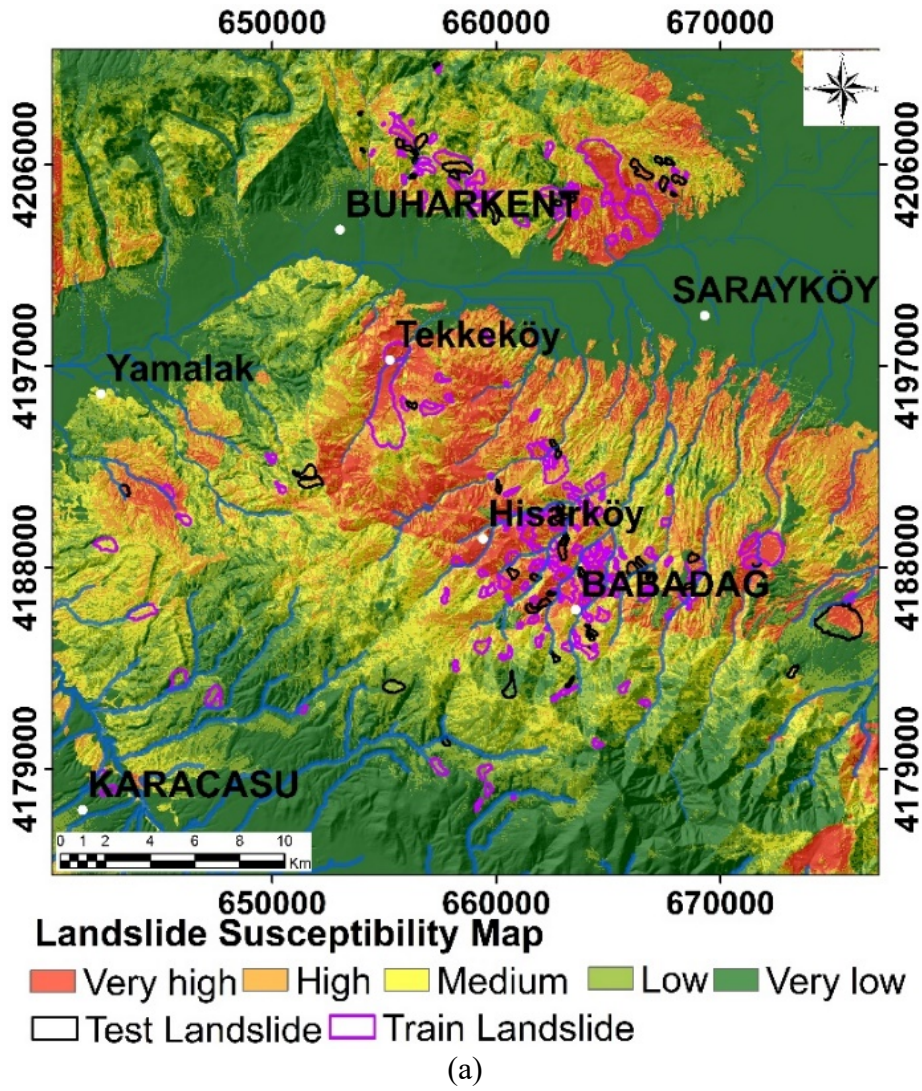 650000 660000 670000
4206000 4206000
BUHARKENT
SARAYKÖY
4197000 Tekkeköy 4197000
Yamalak
Hisarköy
4188000 4188000
BABADAĞ
4179000 4179000
KARACASU
0 1 2 4 6 8 10
Km
650000 660000 670000
Landslide Susceptibility Map
Very high High Medium Low Very low
Test Landslide Train Landslide
(a)